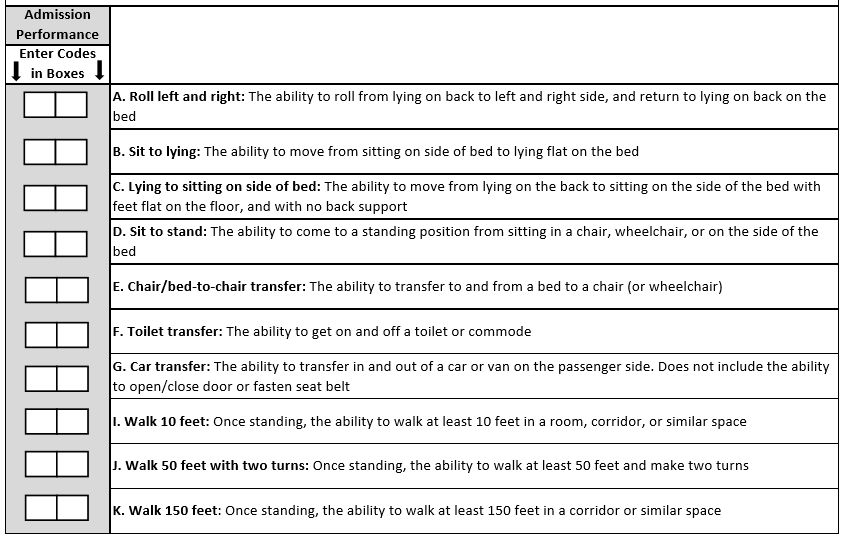 Admission
Performance
Enter Codes
in Boxes
A. Roll left and right: The ability to roll from lying on back to left and right side, and return to lying on back on the
bed
B. Sit to lying: The ability to move from sitting on side of bed to lying flat on the bed
C. Lying to sitting on side of bed: The ability to move from lying on the back to sitting on the side of the bed with
feet flat on the floor, and with no back support
D. Sit to stand: The ability to come to a standing position from sitting in a chair, wheelchair, or on the side of the
bed
E. Chair/bed-to-chair transfer: The ability to transfer to and from a bed to a chair (or wheelchair)
F. Toilet transfer: The ability to get on and off a toilet or commode
G. Car transfer: The ability to transfer in and out of a car or van on the passenger side. Does not include the ability
to open/close door or fasten seat belt
I. Walk 10 feet: Once standing, the ability to walk at least 10 feet in a room, corridor, or similar space
J. Walk 50 feet with two turns: Once standing, the ability to walk at least 50 feet and make two turns
K. Walk 150 feet: Once standing, the ability to walk at least 150 feet in a corridor or similar space